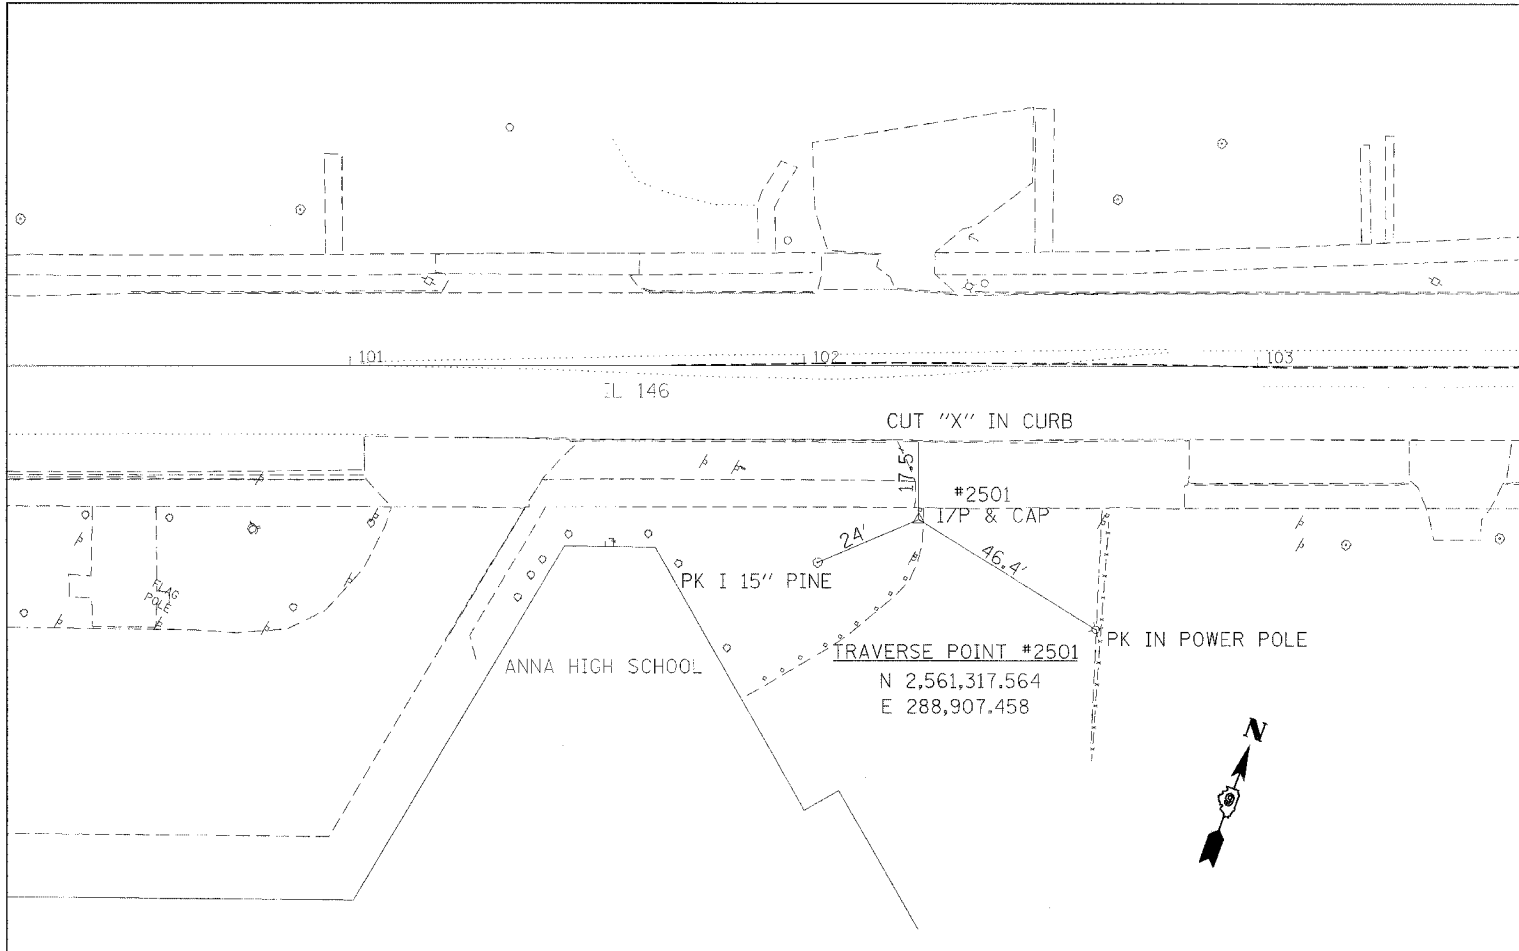 101
102
103
IL 146
CUT "X" IN CURB
17.5'
#2501
I/P & CAP
24'
46.4'
PK I 15" PINE
FLAG
POLE
PK IN POWER POLE
TRAVERSE POINT #2501
ANNA HIGH SCHOOL
N 2,561,317.564
E 288,907.458
N
9